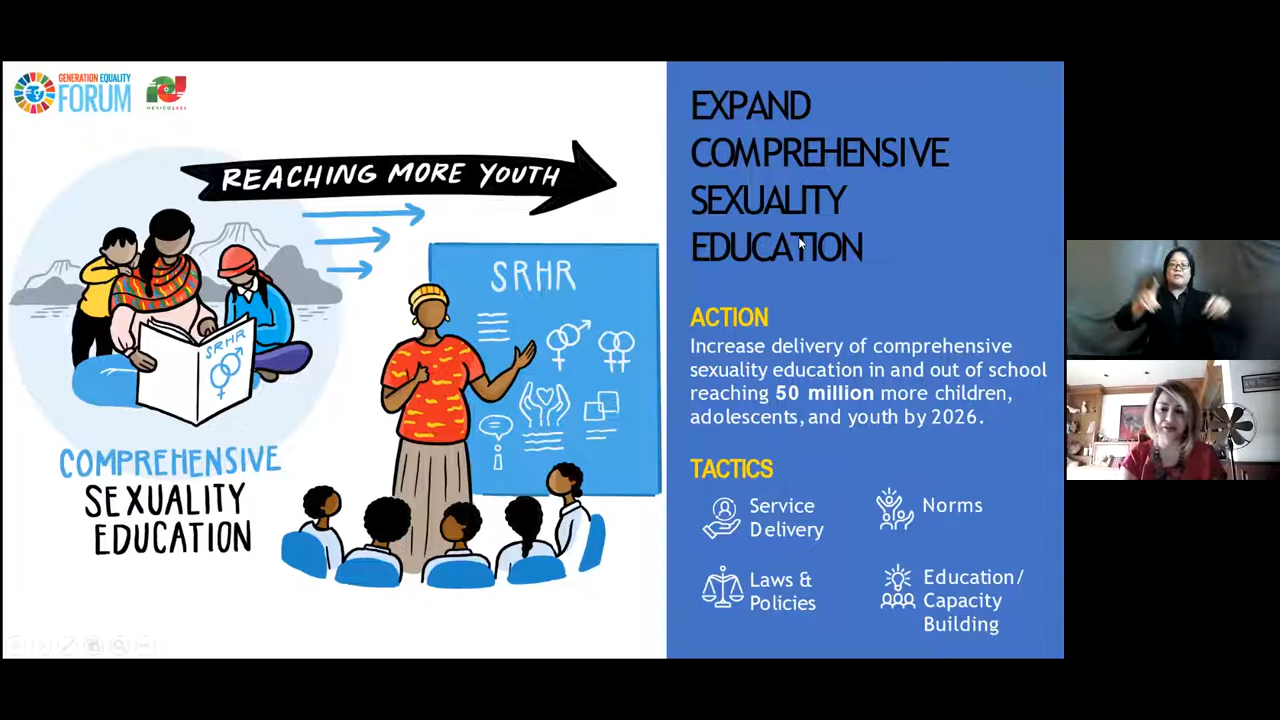 GENERATION EQUALITY
FORUM
MÉXICO2021
REACHING MORE YOUTH
SRHR
SRHR
COMPREHENSIVE
SEXUALITY
EDUCATION
EXPAND
COMPREHENSIVE
SEXUALITY
EDUCATION
ACTION
Increase delivery of comprehensive
sexuality education in and out of school
reaching 50 million more children,
adolescents, and youth by 2026.
TACTICS
Service
Delivery
Norms
Laws &
Policies
Education/
Capacity
Building